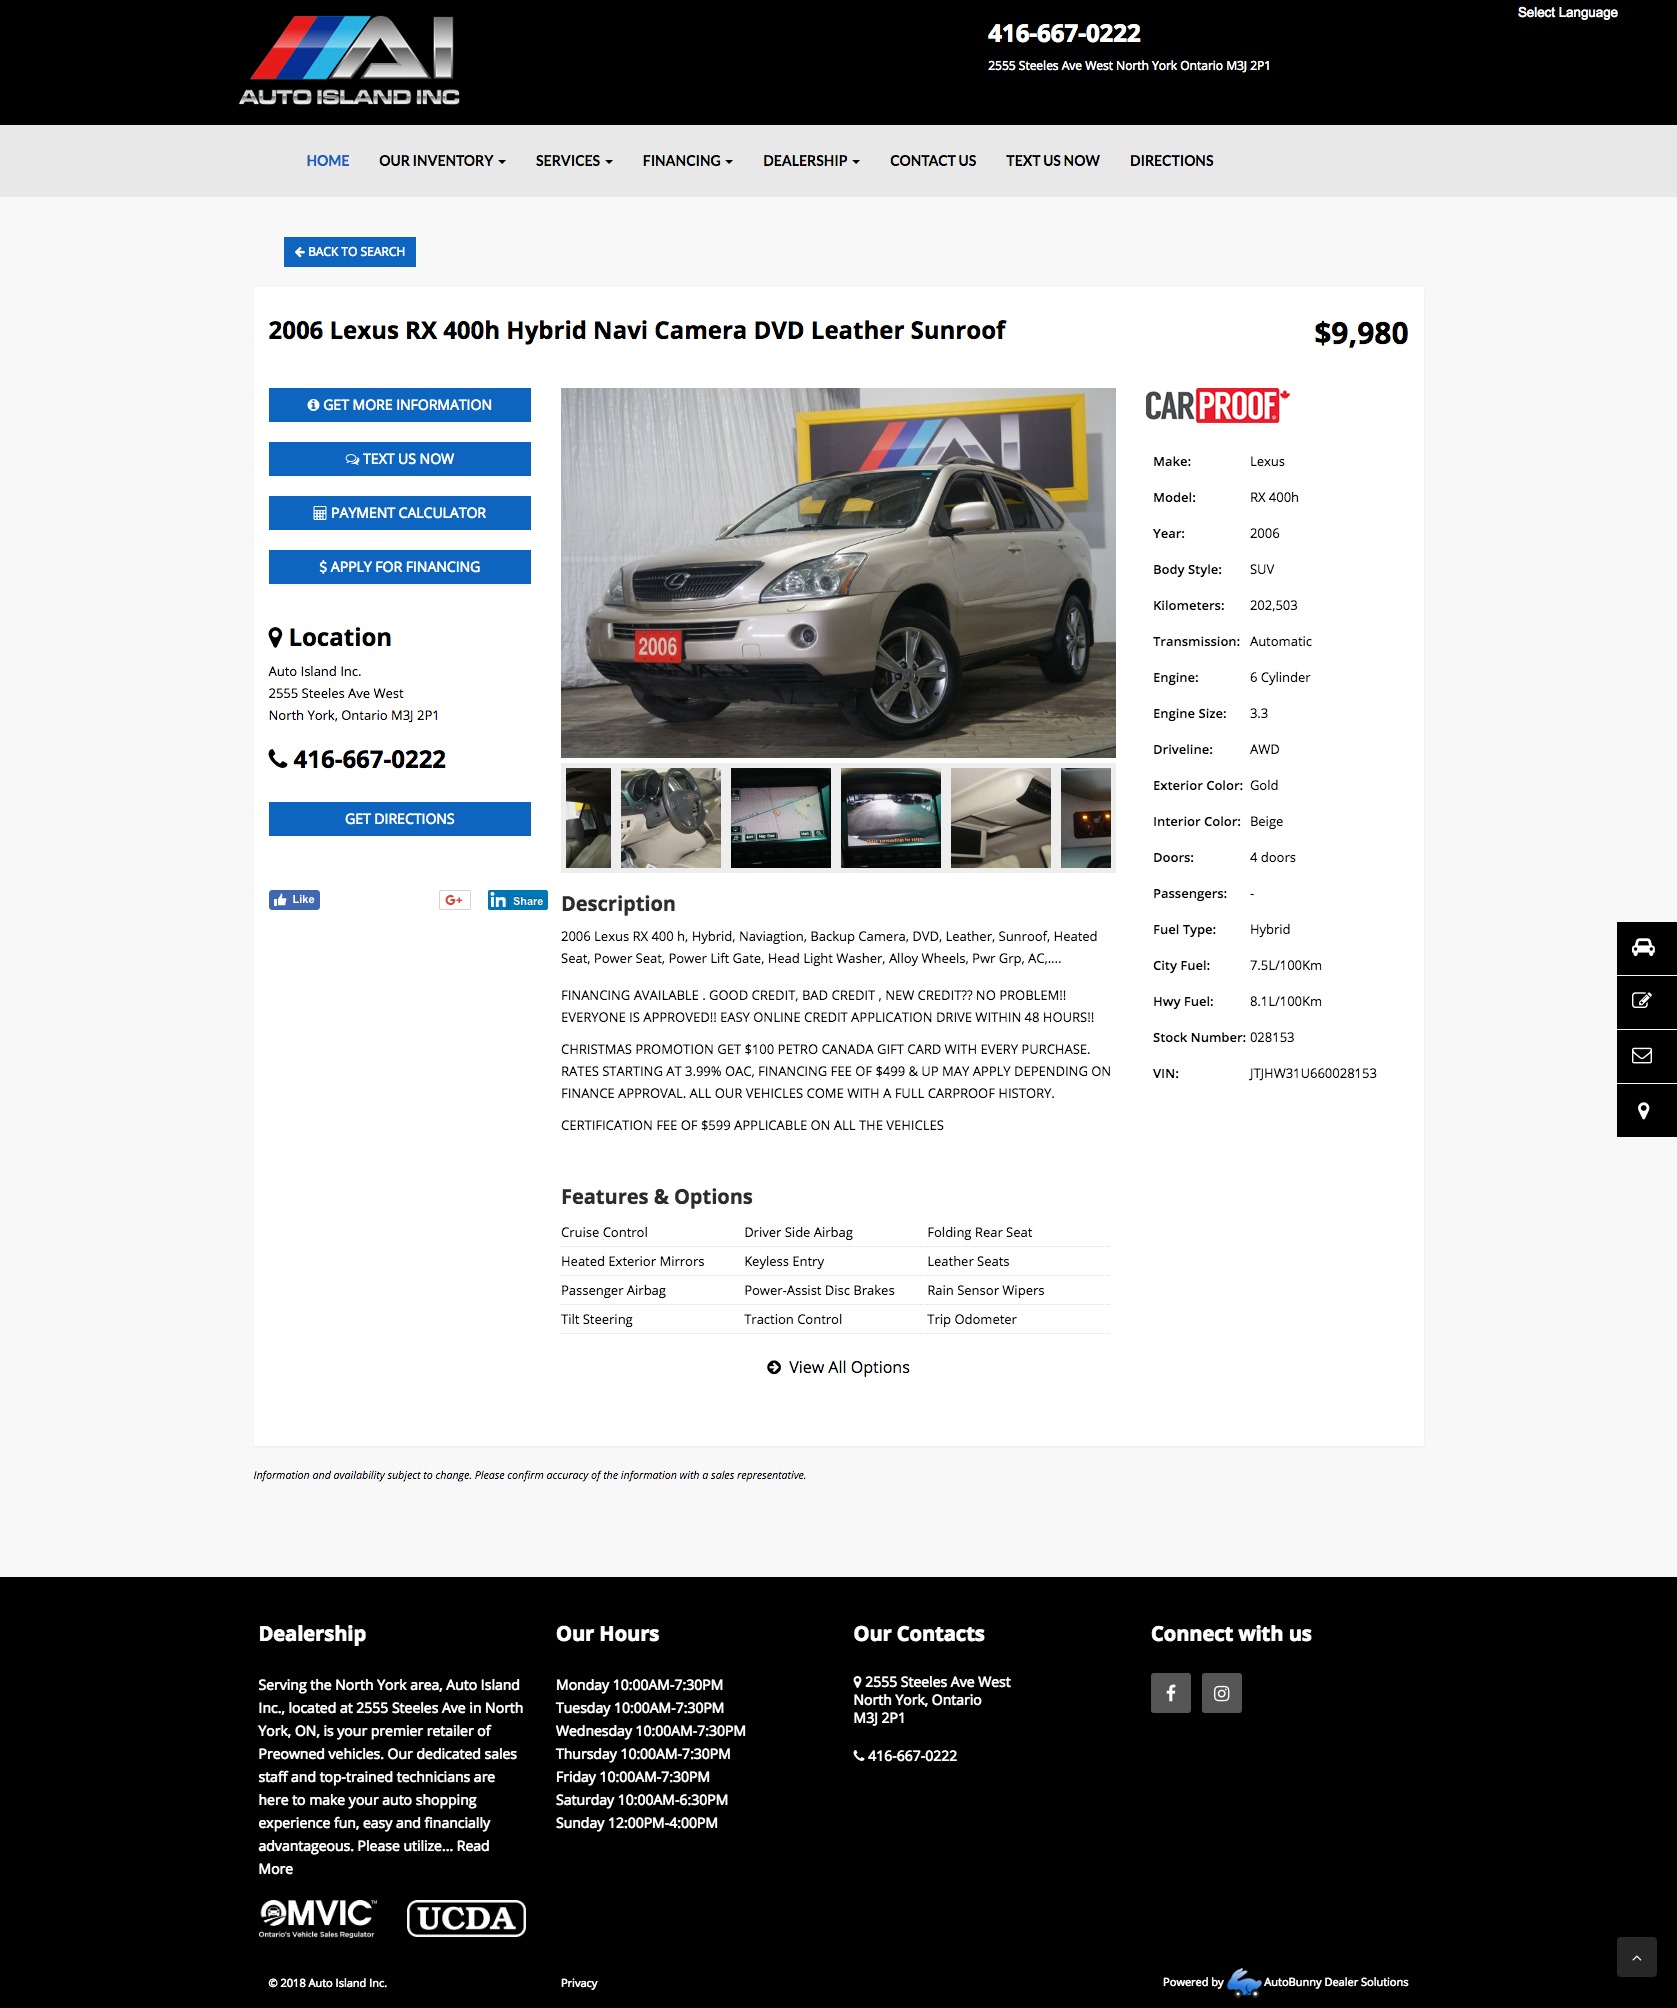 Select Language
AI
AUTO ISLAND INC
416-667-0222
2555 Steeles Ave West North York Ontario M3J 2P1
HOME OUR INVENTORY SERVICES FINANCING DEALERSHIP CONTACT US TEXT US NOW DIRECTIONS
BACK TO SEARCH
2006 Lexus RX 400h Hybrid Navi Camera DVD Leather Sunroof
$9,980
GET MORE INFORMATION
TEXT US NOW
PAYMENT CALCULATOR
$ APPLY FOR FINANCING
Location
Auto Island Inc.
2555 Steeles Ave West
North York, Ontario M3J 2P1
416-667-0222
GET DIRECTIONS
Like
G+
in Share
AI
2006
CARPROOF
Make: Lexus
Model: RX 400h
Year: 2006
Body Style: SUV
Kilometers: 202,503
Transmission: Automatic
Engine: 6 Cylinder
Engine Size: 3.3
Driveline: AWD
Exterior Color: Gold
Interior Color: Beige
Doors: 4 doors
Passengers: -
Fuel Type: Hybrid
City Fuel: 7.5L/100Km
Hwy Fuel: 8.1L/100Km
Stock Number: 028153
VIN: JTJHW31U660028153
Description
2006 Lexus RX 400 h, Hybrid, Naviagtion, Backup Camera, DVD, Leather, Sunroof, Heated
Seat, Power Seat, Power Lift Gate, Head Light Washer, Alloy Wheels, Pwr Grp, AC,....
FINANCING AVAILABLE . GOOD CREDIT, BAD CREDIT , NEW CREDIT?? NO PROBLEM!!
EVERYONE IS APPROVED!! EASY ONLINE CREDIT APPLICATION DRIVE WITHIN 48 HOURS!!
CHRISTMAS PROMOTION GET $100 PETRO CANADA GIFT CARD WITH EVERY PURCHASE.
RATES STARTING AT 3.99% OAC, FINANCING FEE OF $499 & UP MAY APPLY DEPENDING ON
FINANCE APPROVAL. ALL OUR VEHICLES COME WITH A FULL CARPROOF HISTORY.
CERTIFICATION FEE OF $599 APPLICABLE ON ALL THE VEHICLES
Features & Options
Cruise Control Driver Side Airbag Folding Rear Seat
Heated Exterior Mirrors Keyless Entry Leather Seats
Passenger Airbag Power-Assist Disc Brakes Rain Sensor Wipers
Tilt Steering Traction Control Trip Odometer
View All Options
Information and availability subject to change. Please confirm accuracy of the information with a sales representative.
Dealership
Serving the North York area, Auto Island
Inc., located at 2555 Steeles Ave in North
York, ON, is your premier retailer of
Preowned vehicles. Our dedicated sales
staff and top-trained technicians are
here to make your auto shopping
experience fun, easy and financially
advantageous. Please utilize... Read
More
OMVIC™
Ontario's Vehicle Sales Regulator
UCDA
Our Hours
Monday 10:00AM-7:30PM
Tuesday 10:00AM-7:30PM
Wednesday 10:00AM-7:30PM
Thursday 10:00AM-7:30PM
Friday 10:00AM-7:30PM
Saturday 10:00AM-6:30PM
Sunday 12:00PM-4:00PM
Our Contacts
2555 Steeles Ave West
North York, Ontario
M3J 2P1
416-667-0222
Connect with us
© 2018 Auto Island Inc.
Privacy
Powered by AutoBunny Dealer Solutions